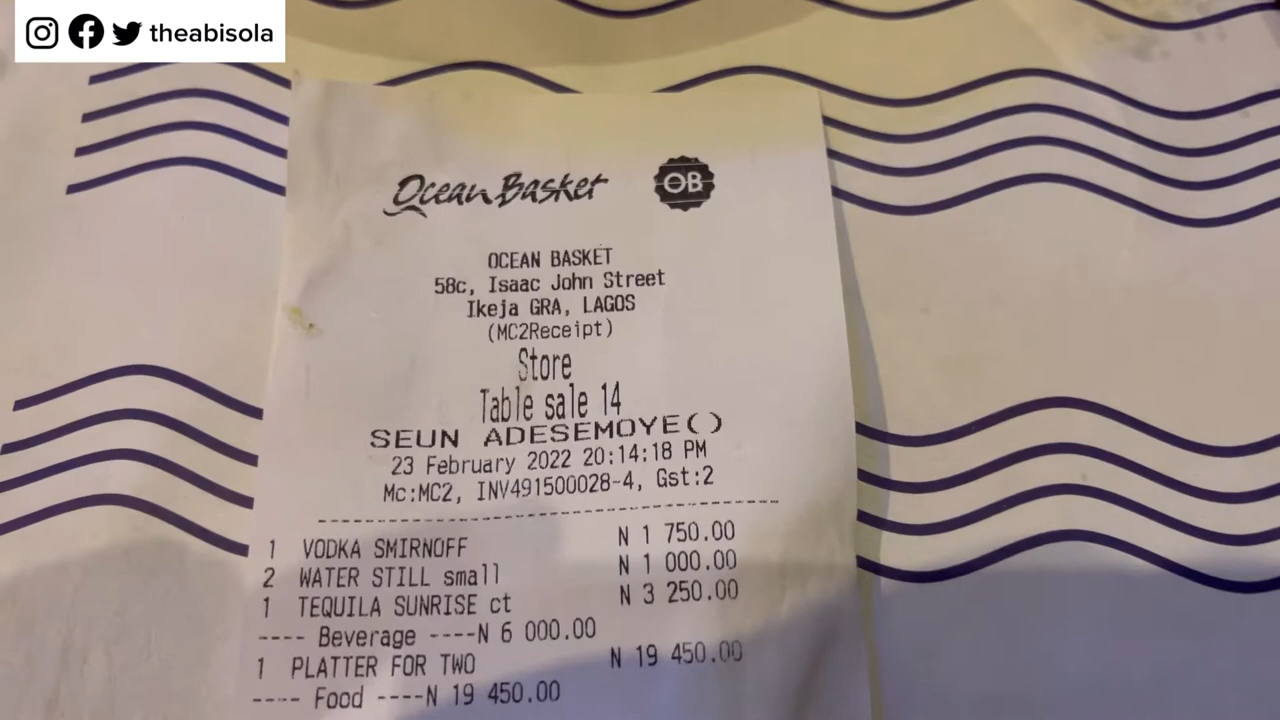 theabisola
Ocean Basket OB
OCEAN BASKET
58c, Isaac John Street
Ikeja GRA, LAGOS
(MC2Receipt)
Store
Table sale 14
SEUN ADESEMOYE()
23 February 2022 20:14:18 PM
Mc:MC2, INV491500028-4, Gst:2
--------------------------------
1 VODKA SMIRNOFF N 1 750.00
2 WATER STILL small N 1 000.00
1 TEQUILA SUNRISE ct N 3 250.00
---- Beverage ----N 6 000.00
1 PLATTER FOR TWO N 19 450.00
---- Food ----N 19 450.00